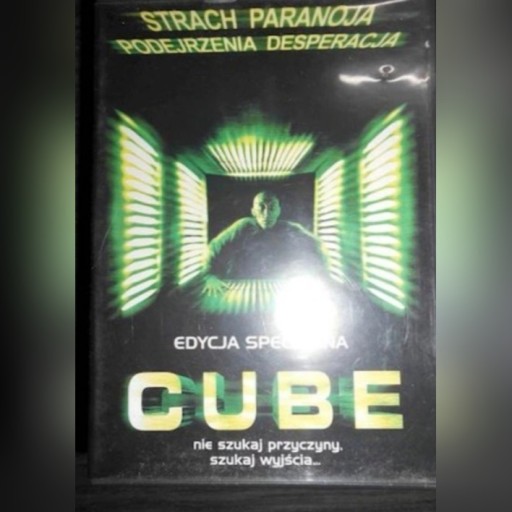 STRACH PARANOJA
PODEJRZENIA DESPERACJA
EDYCJA
CUBE
nie szukaj przyczyny,
szukaj wyjścia...